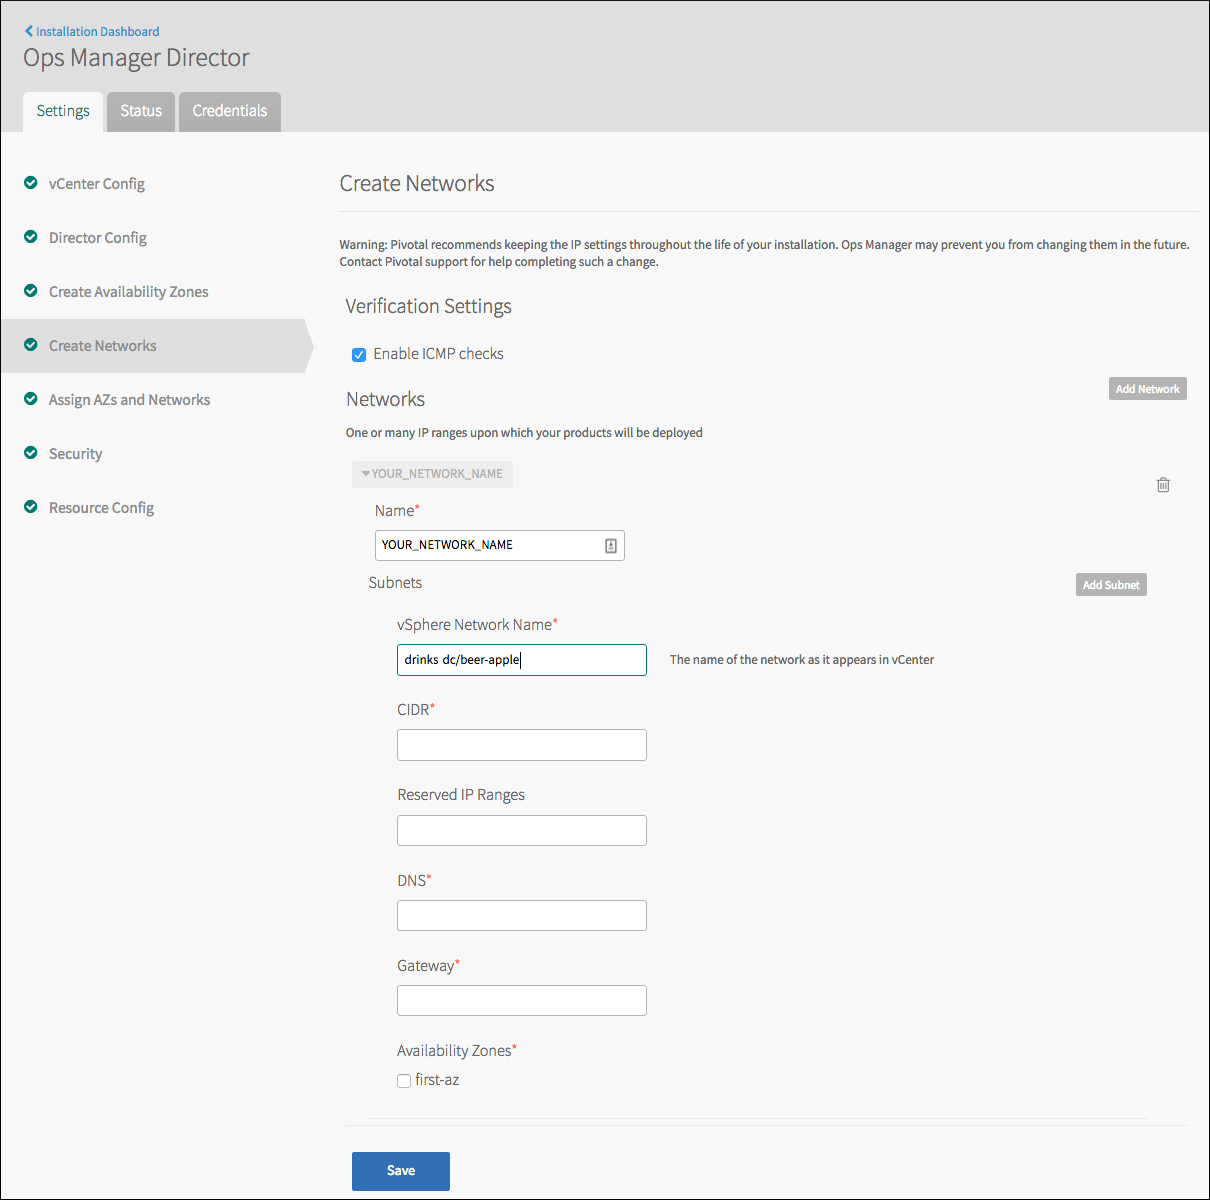 Installation Dashboard
Ops Manager Director
Settings
Status
Credentials
vCenter Config
Director Config
Create Availability Zones
Create Networks
Assign AZs and Networks
Security
Resource Config
Create Networks
Warning: Pivotal recommends keeping the IP settings throughout the life of your installation. Ops Manager may prevent you from changing them in the future.
Contact Pivotal support for help completing such a change.
Verification Settings
Enable ICMP checks
Networks
Add Network
One or many IP ranges upon which your products will be deployed
YOUR_NETWORK_NAME
Name*
YOUR_NETWORK_NAME
Subnets
Add Subnet
vSphere Network Name*
drinks dc/beer-apple
The name of the network as it appears in vCenter
CIDR*
Reserved IP Ranges
DNS*
Gateway*
Availability Zones*
first-az
Save